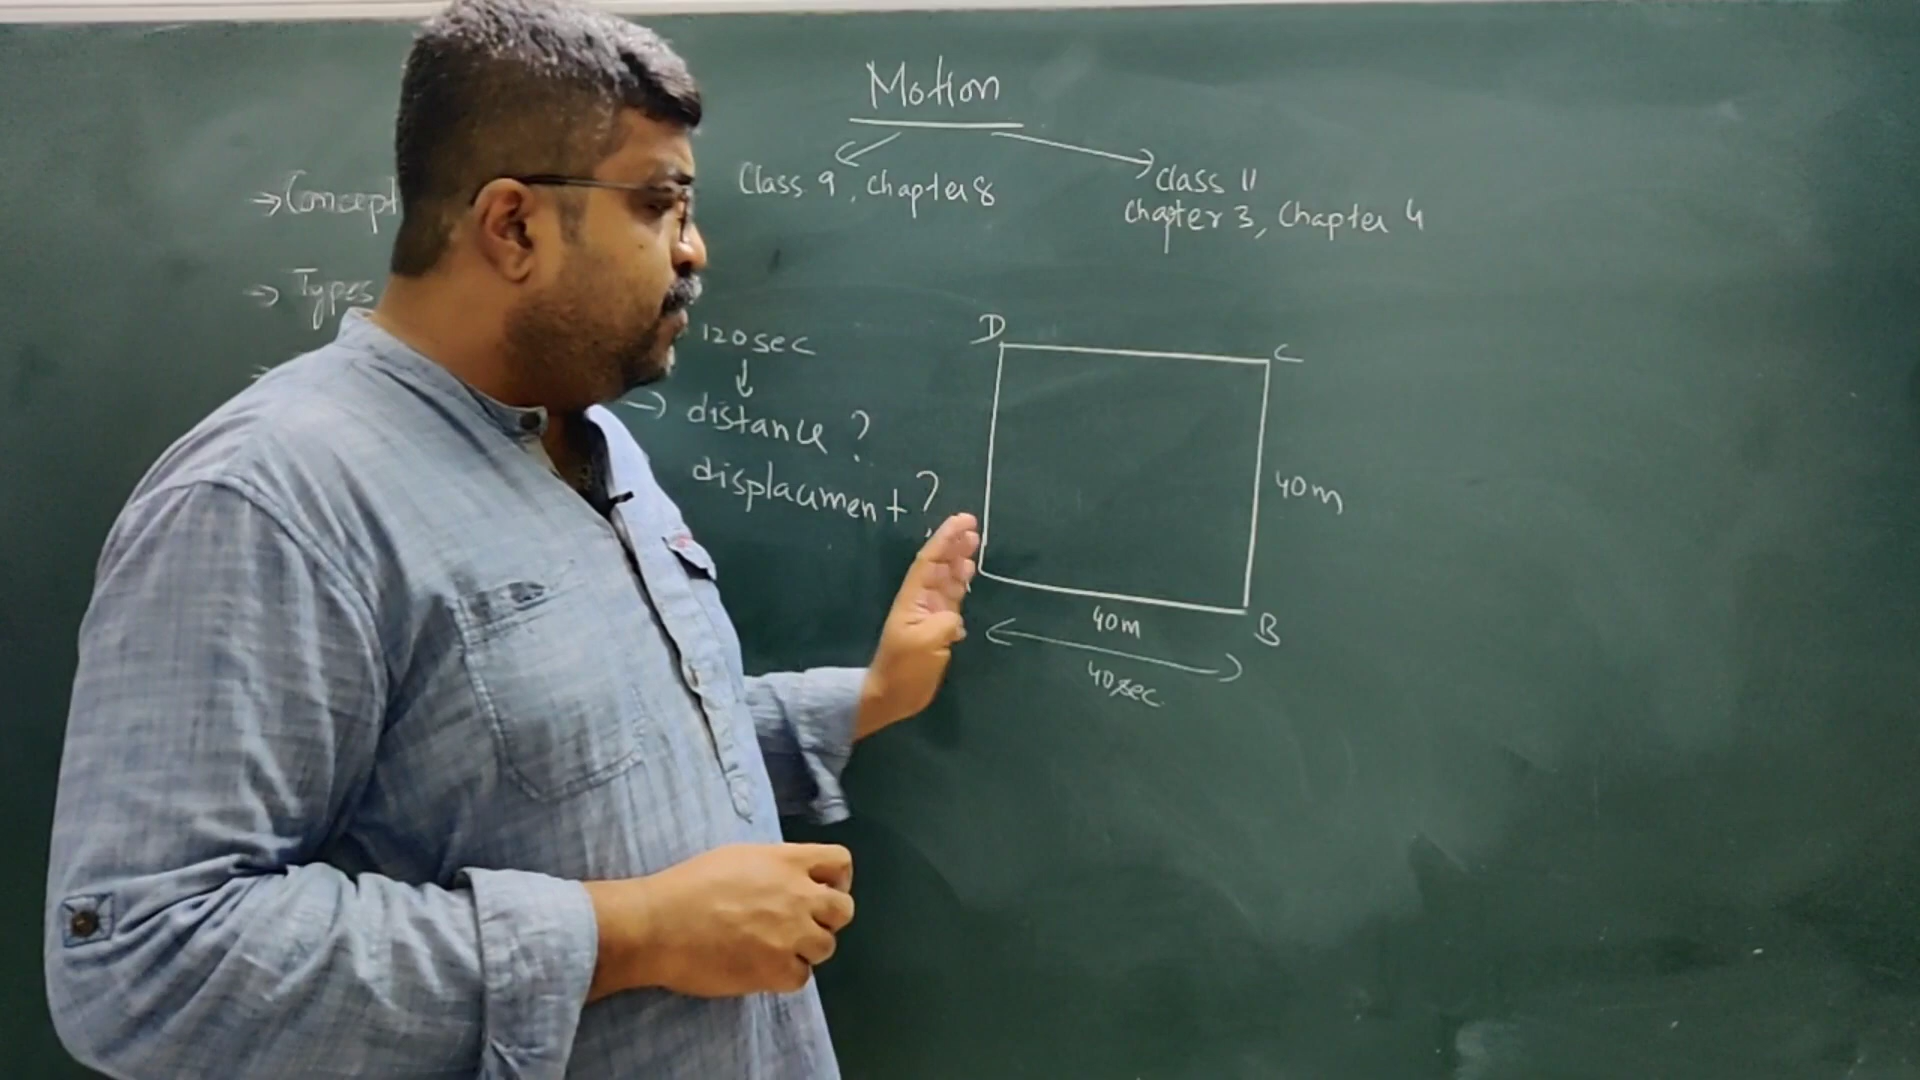 Motion
Class 9, Chapter 8
Class 11
Chapter 3, Chapter 4
→ Concept
→ Types
120 sec
↓
→ distance ?
displacement ?
D
C
40m
40m
B
40sec